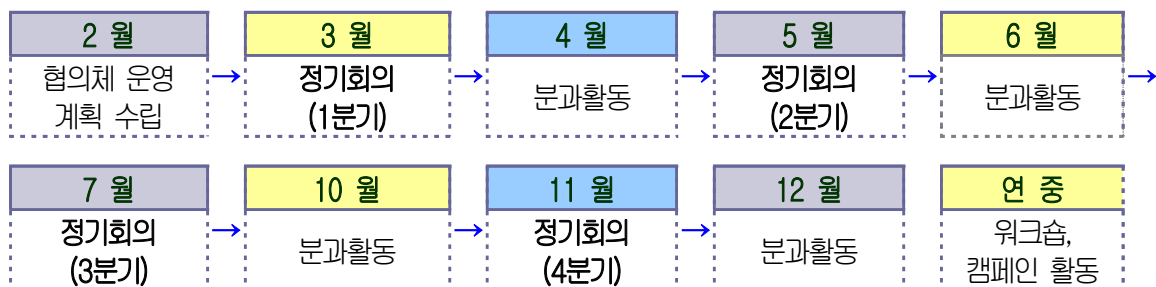 2 월
협의체 운영
계획 수립
→
3 월
정기회의
(1분기)
→
4 월
분과활동
→
5 월
정기회의
(2분기)
→
6 월
분과활동
→
7 월
정기회의
(3분기)
→
10 월
분과활동
→
11 월
정기회의
(4분기)
→
12 월
분과활동
연 중
워크숍,
캠페인 활동